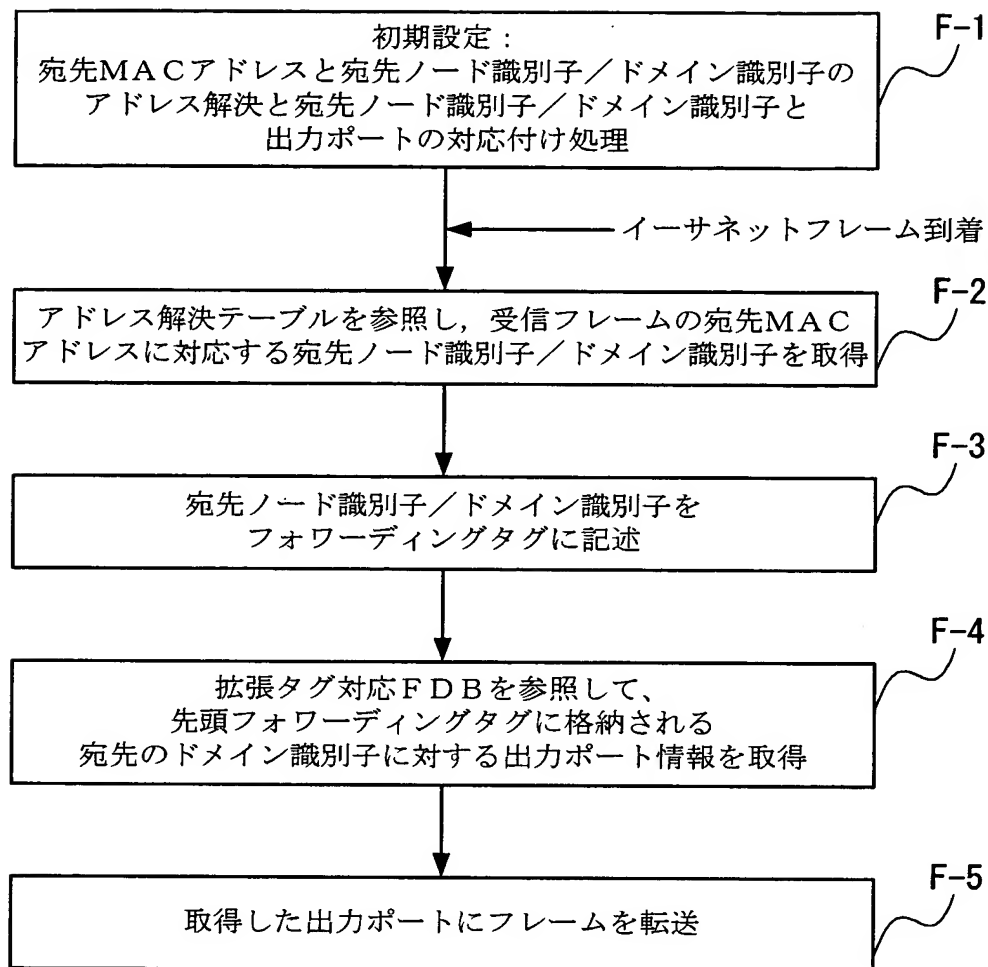 F-1
初期設定：
宛先MACアドレスと宛先ノード識別子／ドメイン識別子の
アドレス解決と宛先ノード識別子／ドメイン識別子と
出力ポートの対応付け処理
イーサネットフレーム到着
F-2
アドレス解決テーブルを参照し，受信フレームの宛先MAC
アドレスに対応する宛先ノード識別子／ドメイン識別子を取得
F-3
宛先ノード識別子／ドメイン識別子を
フォワーディングタグに記述
F-4
拡張タグ対応FDBを参照して、
先頭フォワーディングタグに格納される
宛先のドメイン識別子に対する出力ポート情報を取得
F-5
取得した出力ポートにフレームを転送